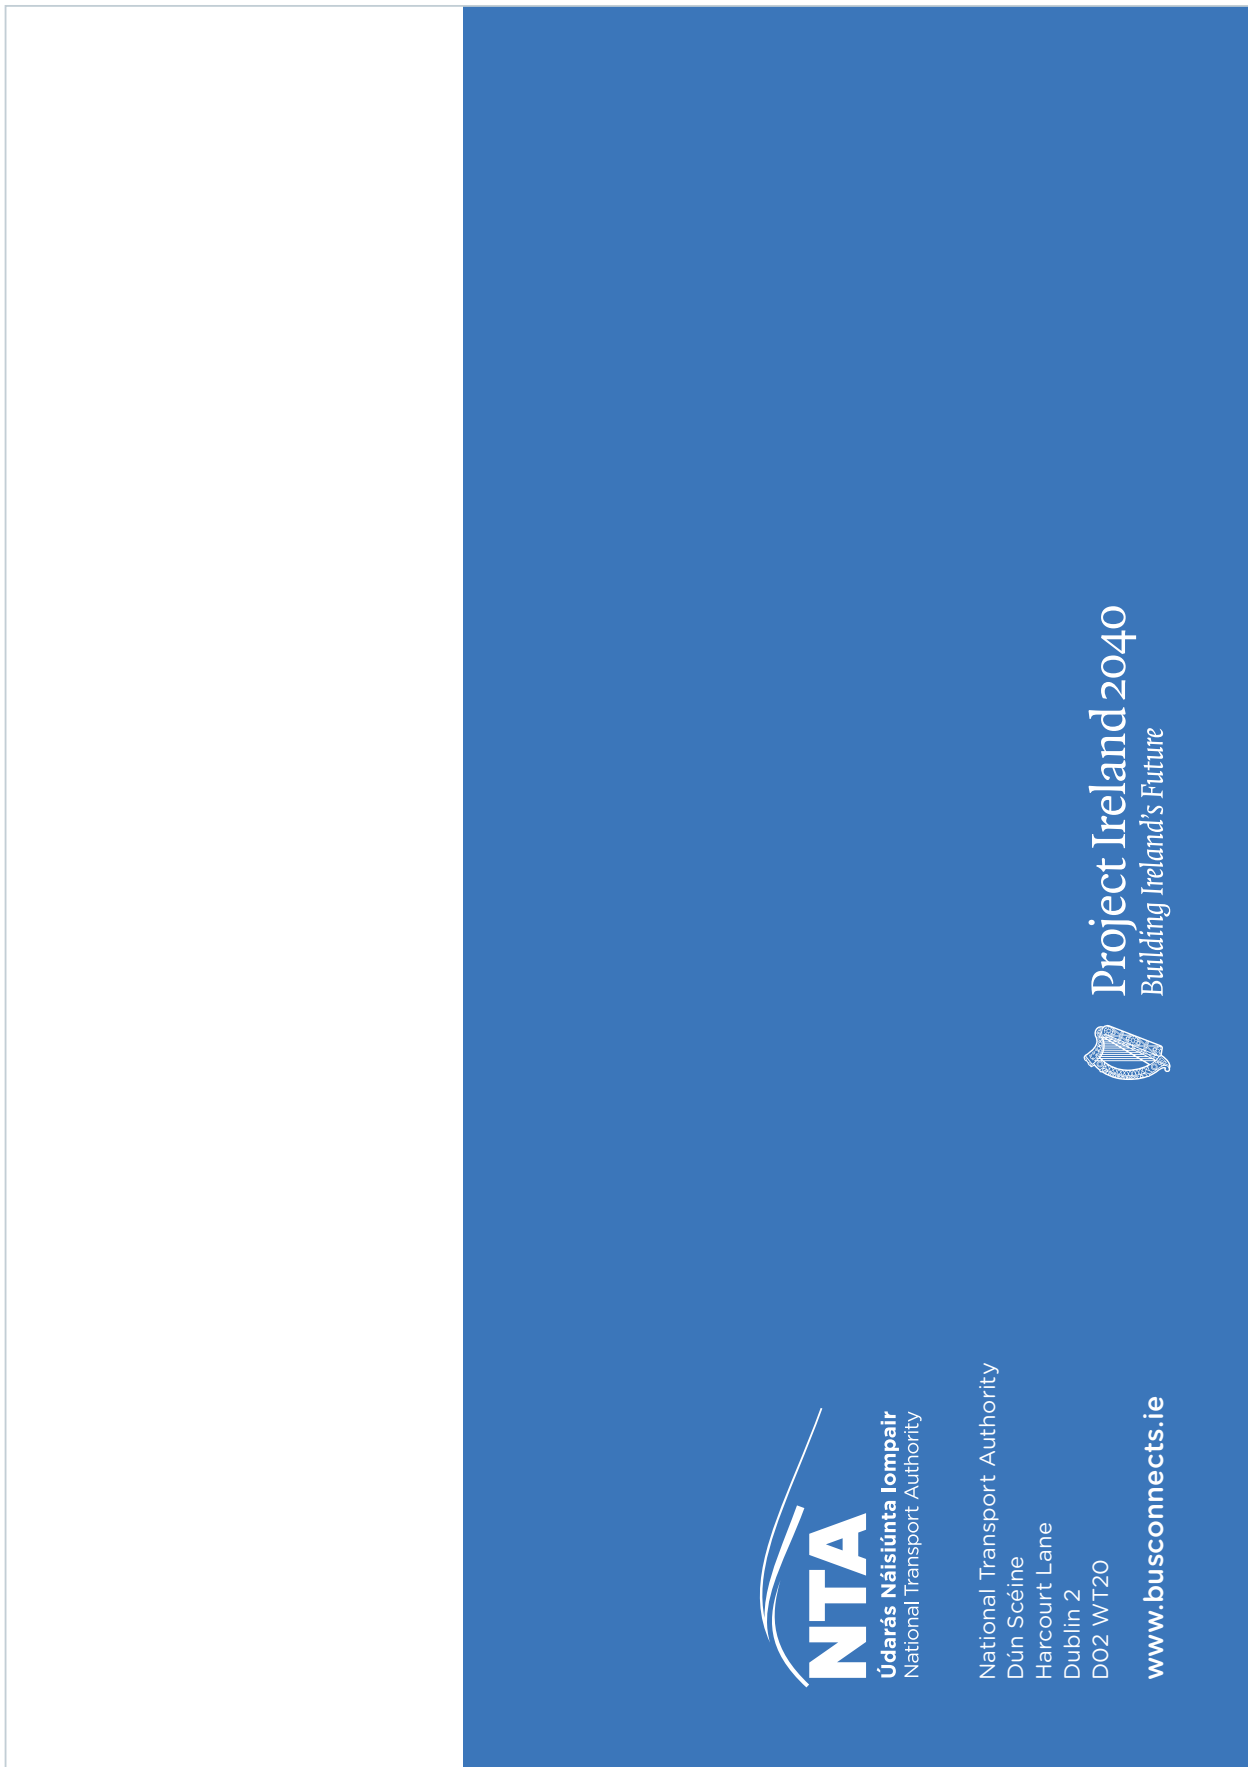 NTA
Údarás Náisiúnta Iompair
National Transport Authority
National Transport Authority
Dún Scéine
Harcourt Lane
Dublin 2
D02 WT20
www.busconnects.ie
Project Ireland 2040
Building Ireland's Future